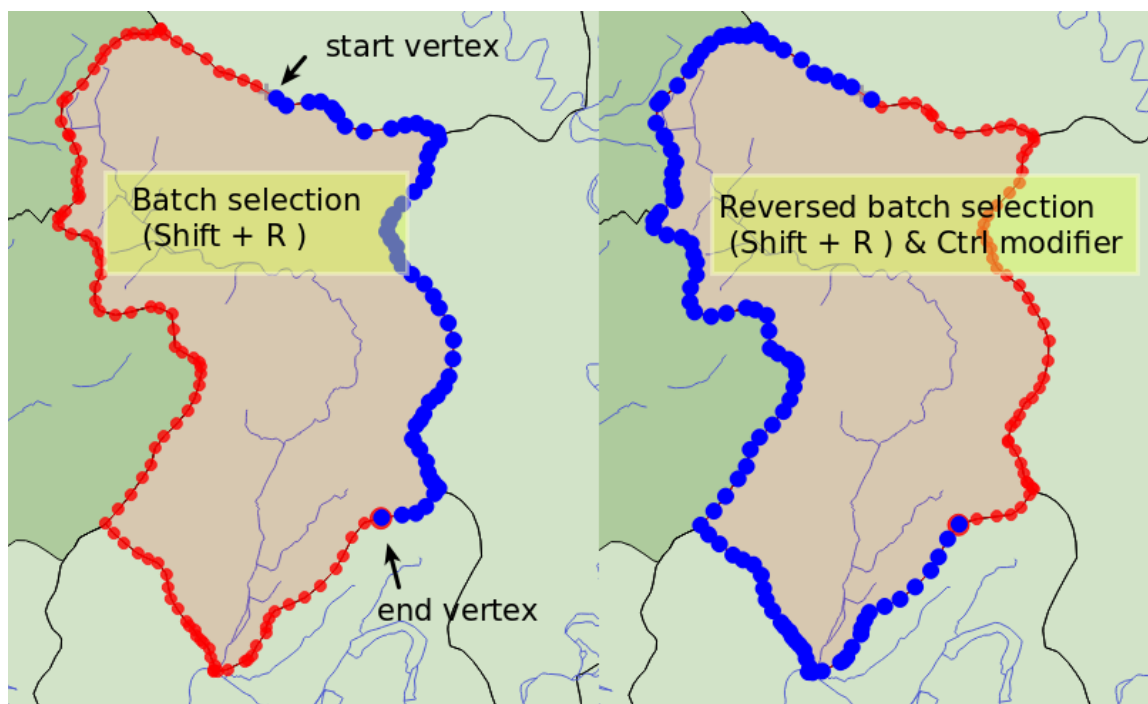 start vertex
Batch selection
(Shift + R )
end vertex
Reversed batch selection
(Shift + R ) & Ctrl modifier